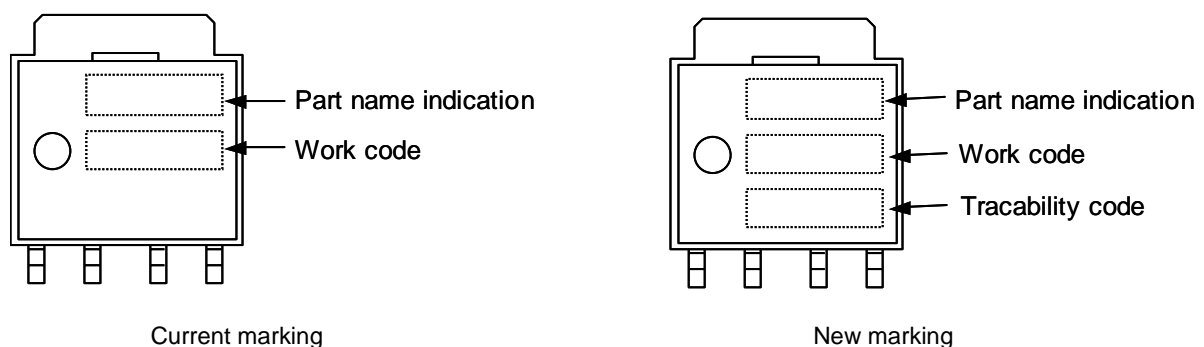 Part name indication
Work code
Current marking
Part name indication
Work code
Tracability code
New marking